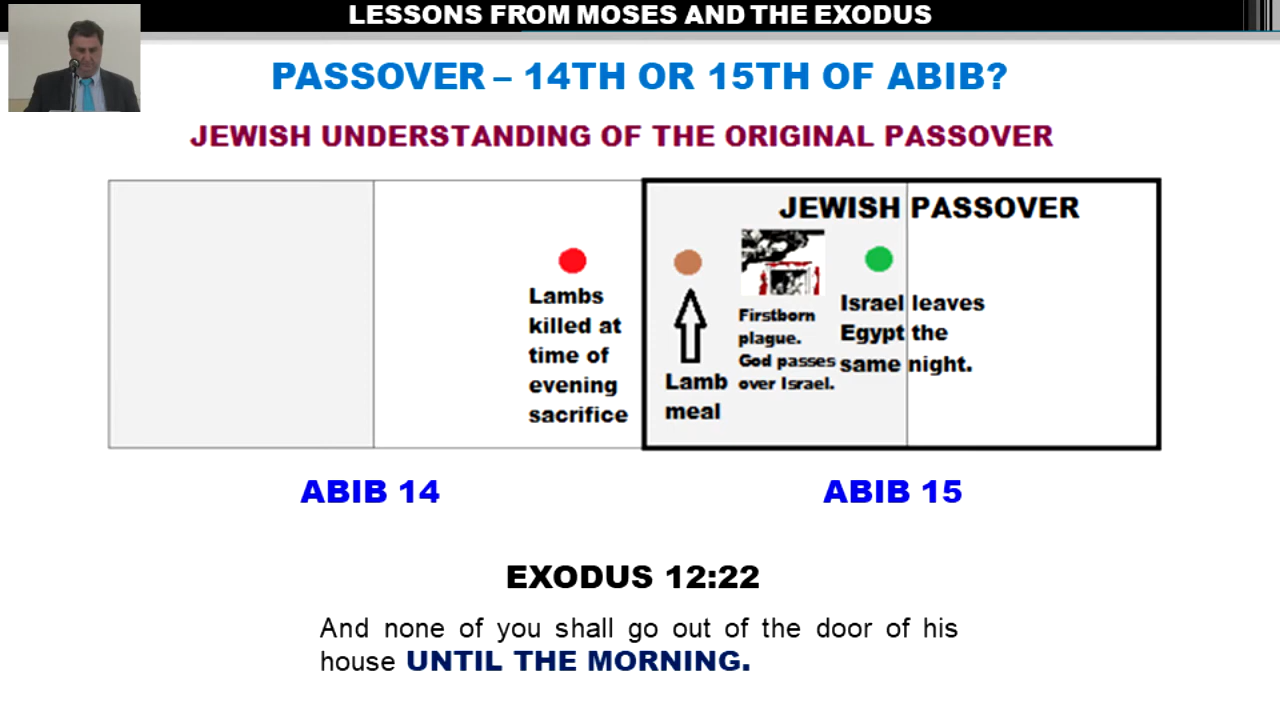 LESSONS FROM MOSES AND THE EXODUS
PASSOVER – 14TH OR 15TH OF ABIB?
JEWISH UNDERSTANDING OF THE ORIGINAL PASSOVER
JEWISH PASSOVER
Lambs
killed at
time of
evening
sacrifice
Lamb
meal
Firstborn
plague.
God passes
over Israel.
Israel leaves
Egypt the
same night.
ABIB 14
ABIB 15
EXODUS 12:22
And none of you shall go out of the door of his
house UNTIL THE MORNING.